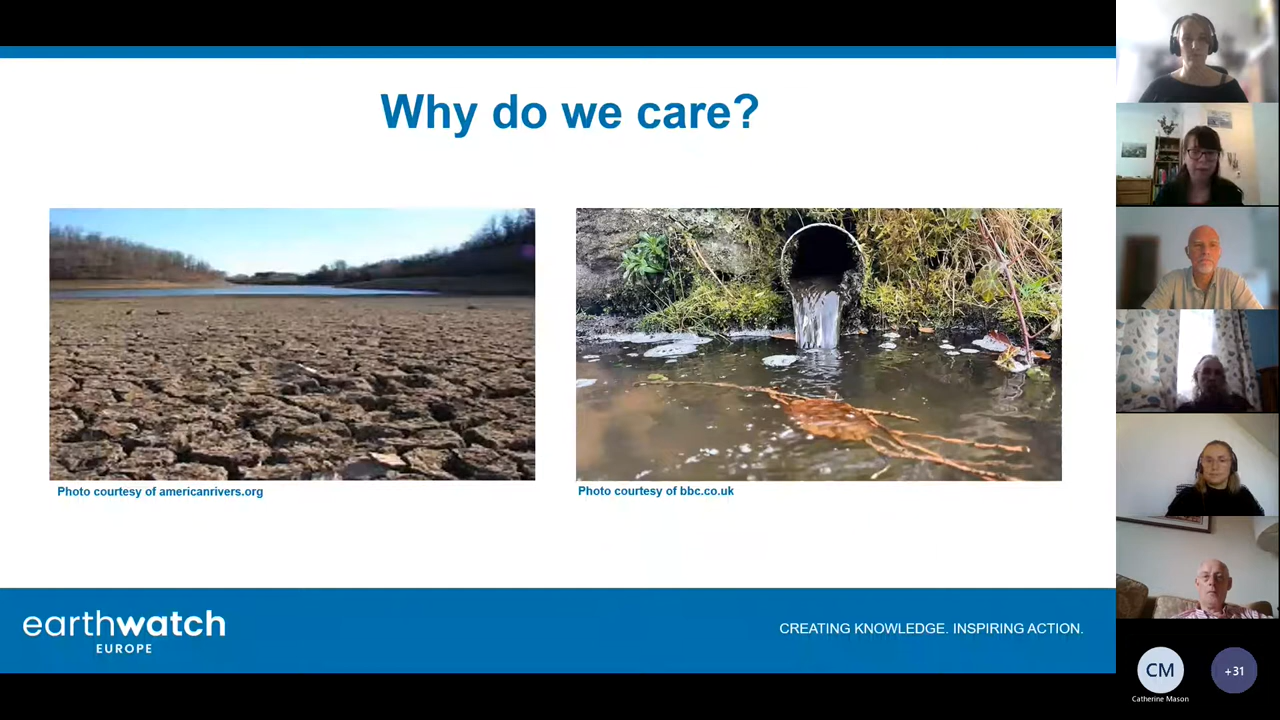 Why do we care?
Photo courtesy of americanrivers.org
Photo courtesy of bbc.co.uk
earthwatch
EUROPE
CREATING KNOWLEDGE. INSPIRING ACTION.
CM
+31
Catherine Mason